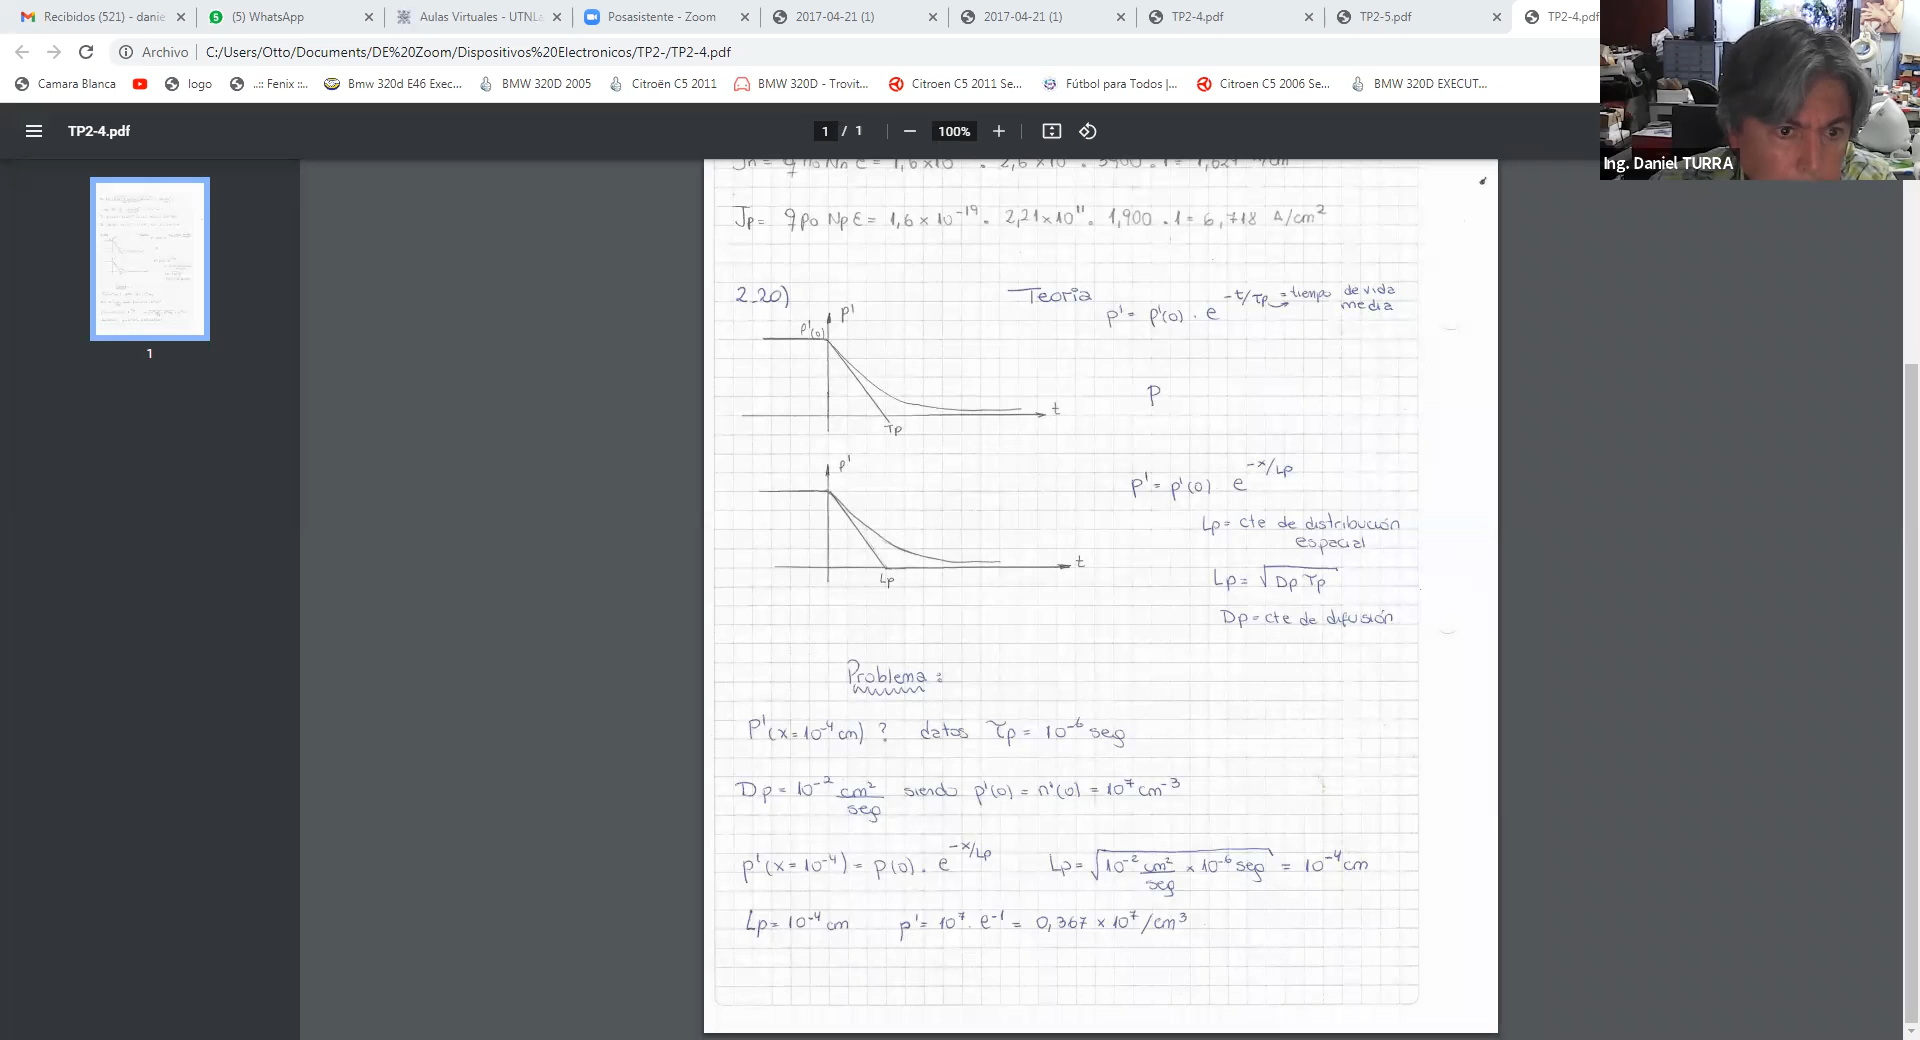 Recibidos (521) - danie
(5) WhatsApp
Aulas Virtuales - UTNL
Posasistente - Zoom
2017-04-21 (1)
2017-04-21 (1)
TP2-4.pdf
TP2-5.pdf
TP2-4.pdf
Archivo
C:/Users/Otto/Documents/DE%20Zoom/Dispositivos%20Electronicos/TP2-/TP2-4.pdf
Camara Blanca
logo
..:: Fenix ::..
Bmw 320d E46 Exec...
BMW 320D 2005
Citroën C5 2011
BMW 320D - Trovit...
Citroen C5 2011 Se...
Fútbol para Todos |...
Citroen C5 2006 Se...
BMW 320D EXECUT...
Ing. Daniel TURRA
TP2-4.pdf
1 / 1
100%
1
Jp = q po Np ε = 1,6 × 10⁻¹⁹ . 2,21×10¹¹ . 1,900 . 1 = 6,718 A/cm²
2-20) Teoria
p' = p'(0) . e^(-t/τp) → = tiempo de vida media
p'
p'(0)
t
τp
P
p'
t
Lp
p' = p'(0) e^(-x/Lp)
Lp = cte de distribución
espacial
Lp = √(Dp τp)
Dp = cte de difusión
Problema :
P'(x = 10⁻⁴ cm) ? datos τp = 10⁻⁶ seg
Dp = 10⁻² cm²/seg siendo p'(0) = n'(0) = 10⁷ cm⁻³
p'(x = 10⁻⁴) = p(0) . e^(-x/Lp) Lp = √(10⁻² cm²/seg × 10⁻⁶ seg) = 10⁻⁴ cm
Lp = 10⁻⁴ cm p' = 10⁷ . e⁻¹ = 0,367 × 10⁷ /cm³